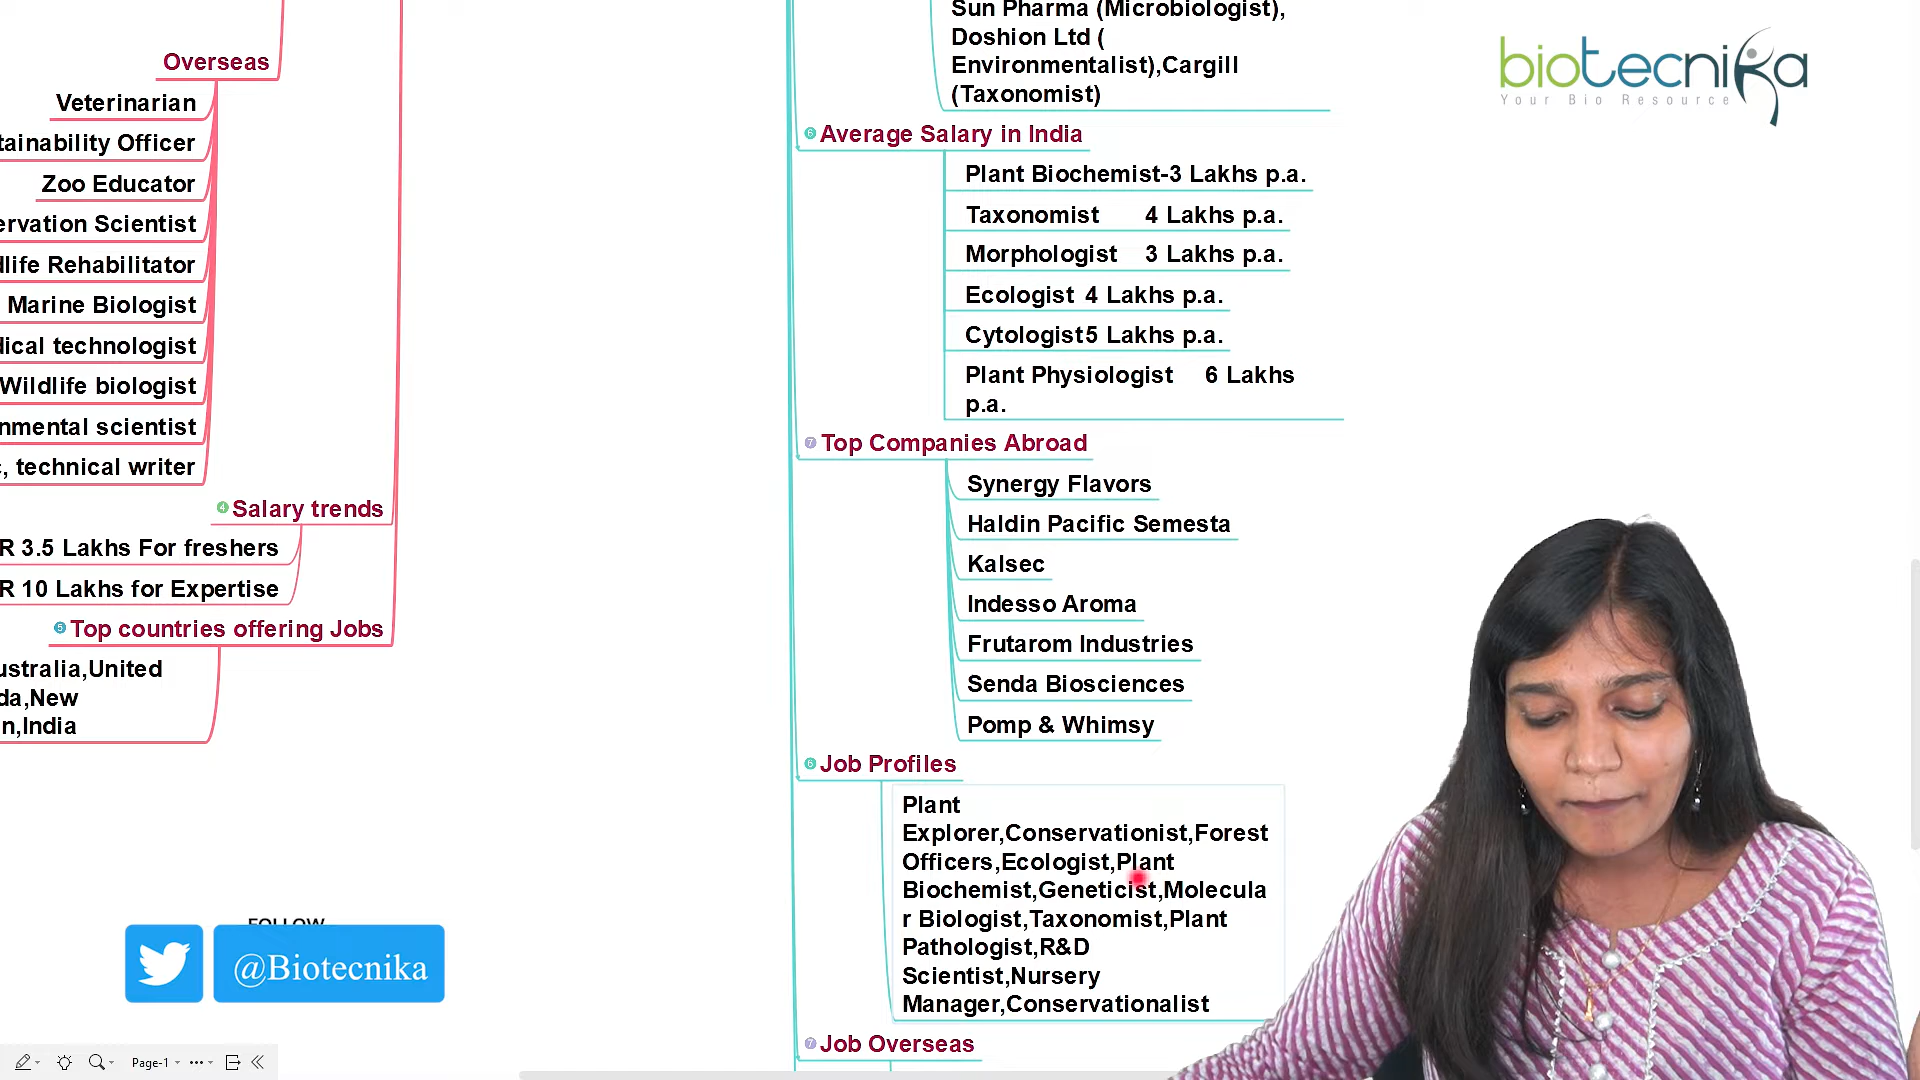 Overseas
Veterinarian
tainability Officer
Zoo Educator
ervation Scientist
dlife Rehabilitator
Marine Biologist
dical technologist
Wildlife biologist
nmental scientist
, technical writer
Salary trends
R 3.5 Lakhs For freshers
R 10 Lakhs for Expertise
Top countries offering Jobs
ustralia,United
da,New
n,India
FOLLOW
@Biotecnika
Page-1
Sun Pharma (Microbiologist),
Doshion Ltd (
Environmentalist),Cargill
(Taxonomist)
Average Salary in India
Plant Biochemist-3 Lakhs p.a.
Taxonomist 4 Lakhs p.a.
Morphologist 3 Lakhs p.a.
Ecologist 4 Lakhs p.a.
Cytologist5 Lakhs p.a.
Plant Physiologist 6 Lakhs
p.a.
Top Companies Abroad
Synergy Flavors
Haldin Pacific Semesta
Kalsec
Indesso Aroma
Frutarom Industries
Senda Biosciences
Pomp & Whimsy
Job Profiles
Plant
Explorer,Conservationist,Forest
Officers,Ecologist,Plant
Biochemist,Geneticist,Molecula
r Biologist,Taxonomist,Plant
Pathologist,R&D
Scientist,Nursery
Manager,Conservationalist
Job Overseas
biotecnika
Your Bio Resource